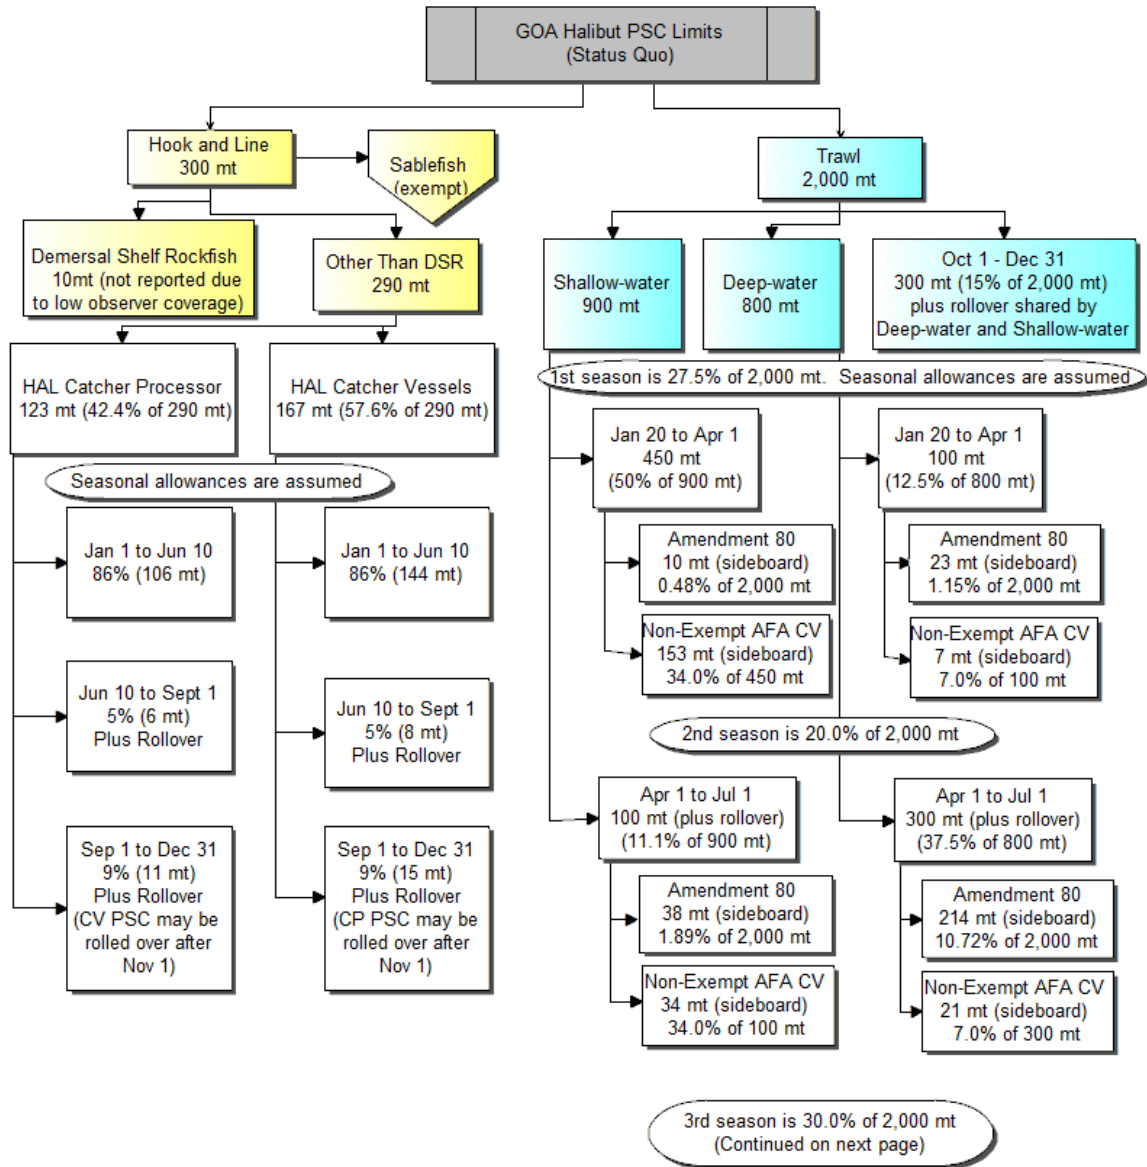 GOA Halibut PSC Limits
(Status Quo)
Hook and Line
300 mt
Sablefish
(exempt)
Trawl
2,000 mt
Demersal Shelf Rockfish
10mt (not reported due
to low observer coverage)
Other Than DSR
290 mt
Shallow-water
900 mt
Deep-water
800 mt
Oct 1 - Dec 31
300 mt (15% of 2,000 mt)
plus rollover shared by
Deep-water and Shallow-water
HAL Catcher Processor
123 mt (42.4% of 290 mt)
HAL Catcher Vessels
167 mt (57.6% of 290 mt)
Seasonal allowances are assumed
Jan 1 to Jun 10
86% (106 mt)
Jan 1 to Jun 10
86% (144 mt)
Jun 10 to Sept 1
5% (6 mt)
Plus Rollover
Jun 10 to Sept 1
5% (8 mt)
Plus Rollover
Sep 1 to Dec 31
9% (11 mt)
Plus Rollover
(CV PSC may be
rolled over after
Nov 1)
Sep 1 to Dec 31
9% (15 mt)
Plus Rollover
(CP PSC may be
rolled over after
Nov 1)
1st season is 27.5% of 2,000 mt. Seasonal allowances are assumed
Jan 20 to Apr 1
450 mt
(50% of 900 mt)
Jan 20 to Apr 1
100 mt
(12.5% of 800 mt)
Amendment 80
10 mt (sideboard)
0.48% of 2,000 mt
Amendment 80
23 mt (sideboard)
1.15% of 2,000 mt
Non-Exempt AFA CV
153 mt (sideboard)
34.0% of 450 mt
Non-Exempt AFA CV
7 mt (sideboard)
7.0% of 100 mt
2nd season is 20.0% of 2,000 mt
Apr 1 to Jul 1
100 mt (plus rollover)
(11.1% of 900 mt)
Apr 1 to Jul 1
300 mt (plus rollover)
(37.5% of 800 mt)
Amendment 80
38 mt (sideboard)
1.89% of 2,000 mt
Amendment 80
214 mt (sideboard)
10.72% of 2,000 mt
Non-Exempt AFA CV
34 mt (sideboard)
34.0% of 100 mt
Non-Exempt AFA CV
21 mt (sideboard)
7.0% of 300 mt
3rd season is 30.0% of 2,000 mt
(Continued on next page)